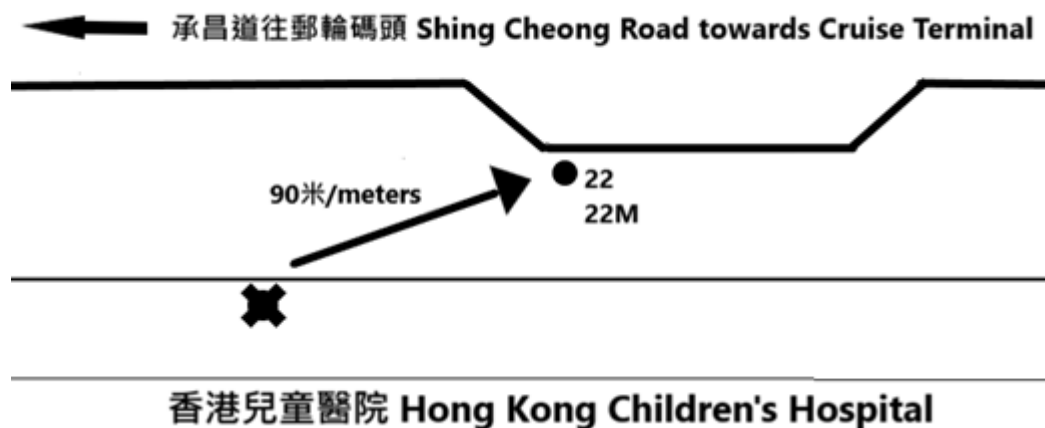 承昌道往郵輪碼頭 Shing Cheong Road towards Cruise Terminal
90米/meters
22
22M
香港兒童醫院 Hong Kong Children's Hospital